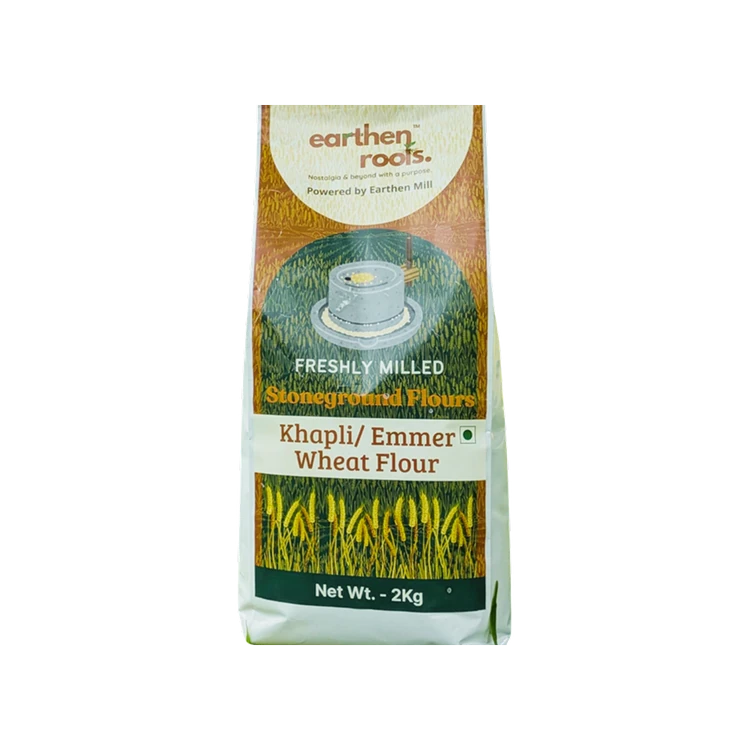 earthen™
roots.
Nostalgia & beyond with a purpose.
Powered by Earthen Mill
FRESHLY MILLED
Stoneground Flours
Khapli/ Emmer
Wheat Flour
Net Wt. - 2Kg